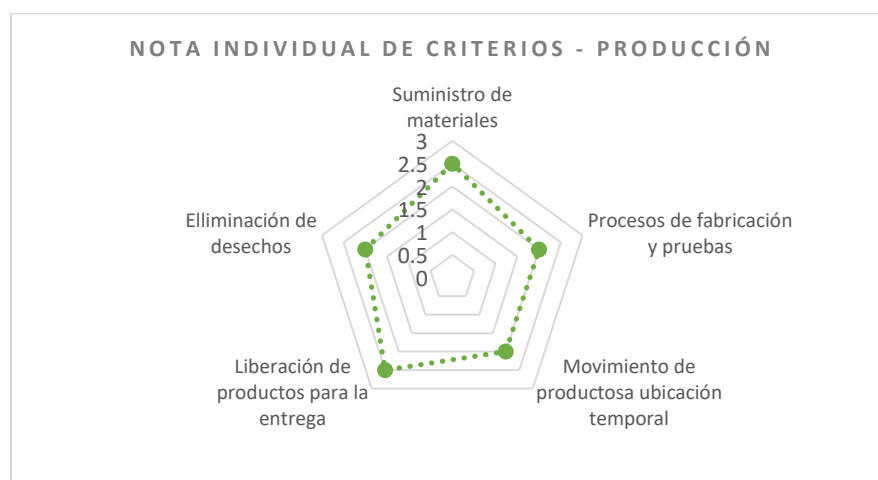 NOTA INDIVIDUAL DE CRITERIOS - PRODUCCIÓN
Suministro de
materiales
3
2.5
2
1.5
1
0.5
0
Procesos de fabricación
y pruebas
Movimiento de
productosa ubicación
temporal
Liberación de
productos para la
entrega
Elliminación de
desechos